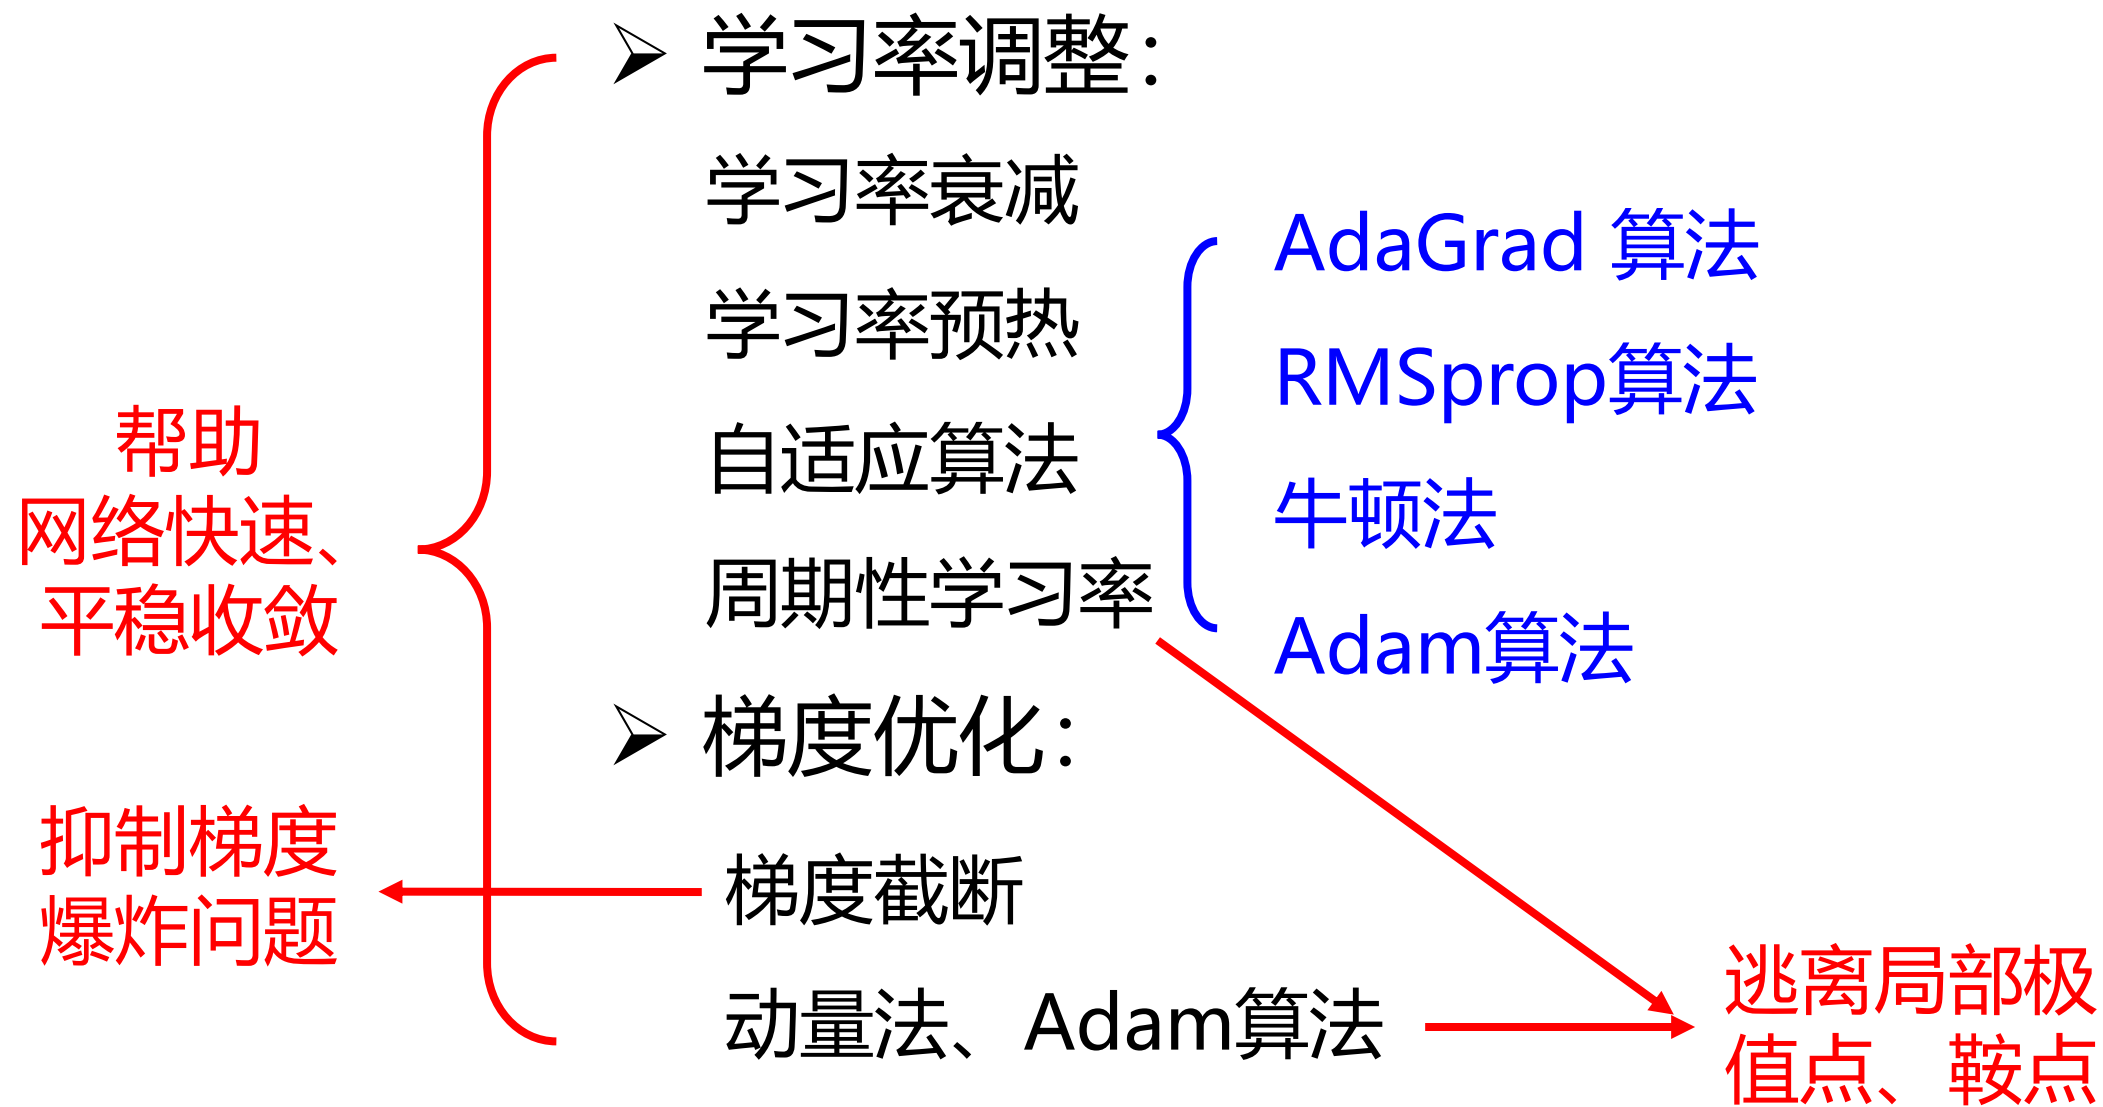 学习率调整：
学习率衰减
学习率预热
自适应算法
周期性学习率
AdaGrad 算法
RMSprop算法
牛顿法
Adam算法
帮助
网络快速、
平稳收敛
梯度优化：
梯度截断
动量法、Adam算法
抑制梯度
爆炸问题
逃离局部极
值点、鞍点